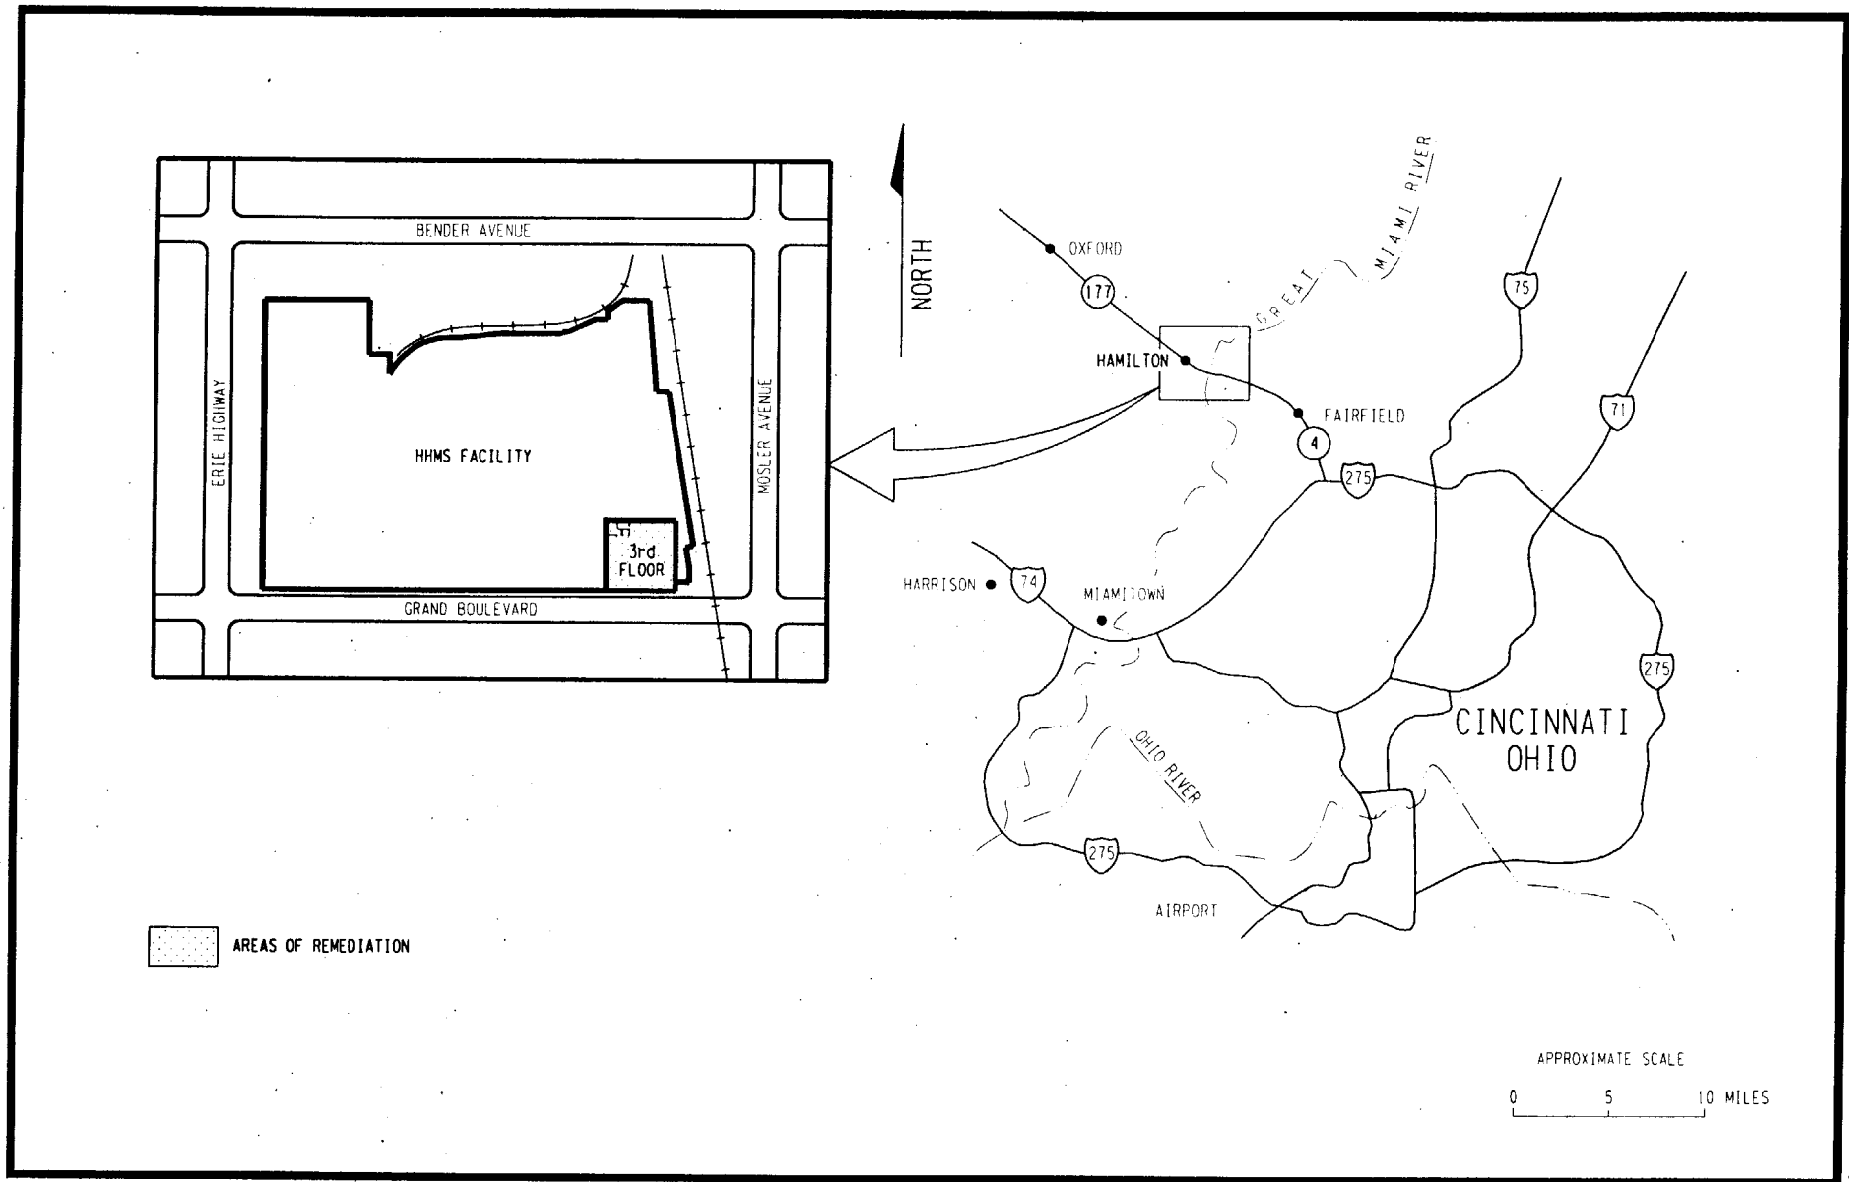 BENDER AVENUE
ERIE HIGHWAY
HHMS FACILITY
MOSLER AVENUE
3rd
FLOOR
GRAND BOULEVARD
AREAS OF REMEDIATION
NORTH
GREAT MIAMI RIVER
OXFORD
177
HAMILTON
FAIRFIELD
4
75
71
275
HARRISON
74
MIAMITOWN
275
CINCINNATI
OHIO
OHIO RIVER
275
AIRPORT
APPROXIMATE SCALE
0 5 10 MILES